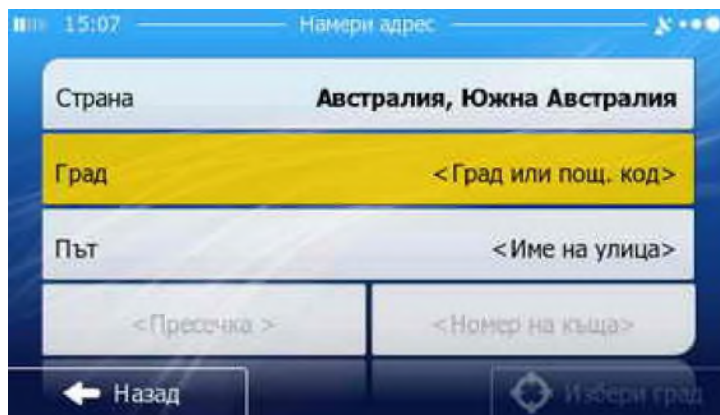 15:07 Намери адрес
Страна Австралия, Южна Австралия
Град <Град или пощ. код>
Път <Име на улица>
<Пресечка > <Номер на къща>
Назад Избери град